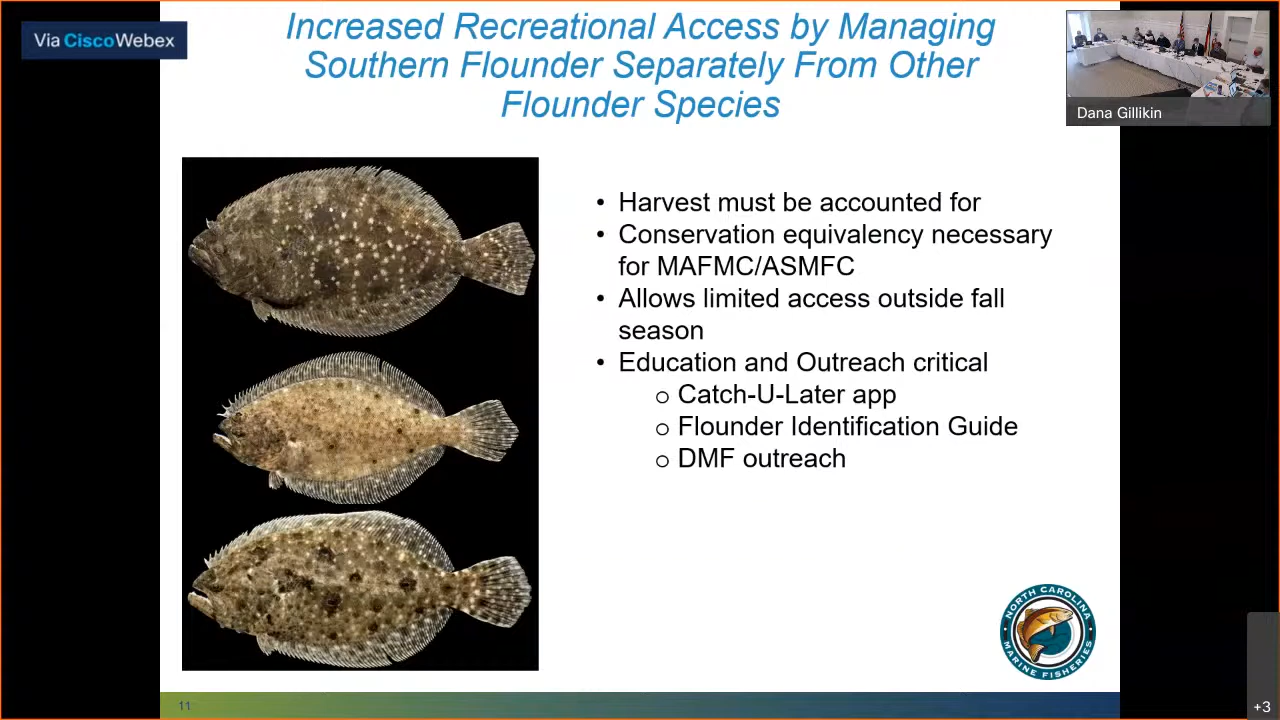 Via CiscoWebex
Increased Recreational Access by Managing
Southern Flounder Separately From Other
Flounder Species
Dana Gillikin
• Harvest must be accounted for
• Conservation equivalency necessary
for MAFMC/ASMFC
• Allows limited access outside fall
season
• Education and Outreach critical
o Catch-U-Later app
o Flounder Identification Guide
o DMF outreach
NORTH CAROLINA
MARINE FISHERIES
11
+3